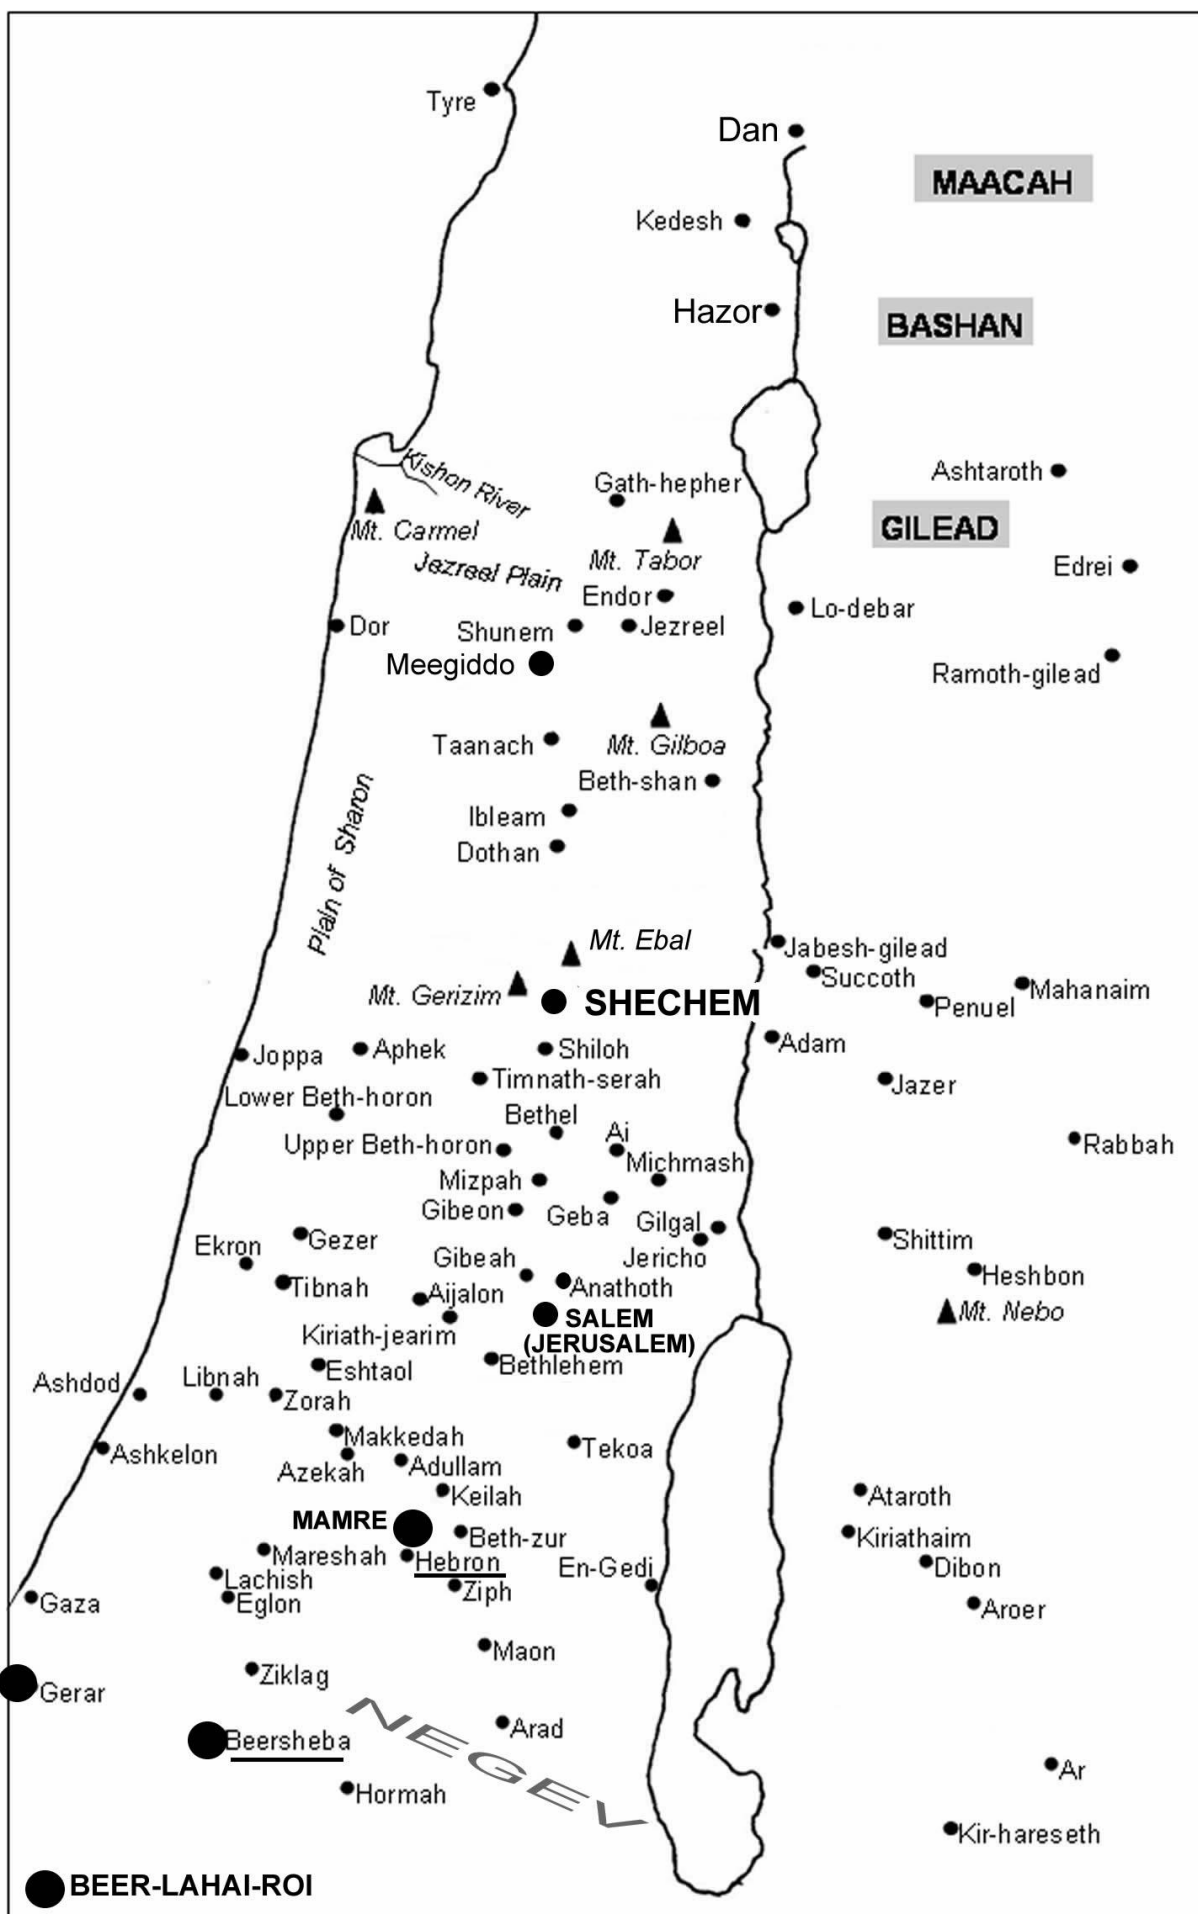 Tyre
Dan
MAACAH
Kedesh
Hazor
BASHAN
Kishon River
Gath-hepher
Ashtaroth
Mt. Carmel
GILEAD
Mt. Tabor
Jezreel Plain
Edrei
Endor
Lo-debar
Dor
Shunem
Jezreel
Meegiddo
Ramoth-gilead
Taanach
Mt. Gilboa
Beth-shan
Ibleam
Dothan
Plain of Sharon
Mt. Ebal
Jabesh-gilead
Succoth
Mahanaim
Mt. Gerizim
SHECHEM
Penuel
Adam
Joppa
Aphek
Shiloh
Timnath-serah
Jazer
Lower Beth-horon
Bethel
Ai
Upper Beth-horon
Rabbah
Michmash
Mizpah
Gibeon
Geba
Gilgal
Gezer
Shittim
Ekron
Gibeah
Jericho
Heshbon
Tibnah
Anathoth
Aijalon
Mt. Nebo
SALEM
(JERUSALEM)
Kiriath-jearim
Bethlehem
Eshtaol
Ashdod
Libnah
Zorah
Makkedah
Tekoa
Ashkelon
Azekah
Adullam
Keilah
Ataroth
MAMRE
Beth-zur
Kiriathaim
Mareshah
Hebron
En-Gedi
Dibon
Lachish
Ziph
Gaza
Eglon
Aroer
Maon
Ziklag
Gerar
NEGEV
Arad
Beersheba
Ar
Hormah
Kir-hareseth
BEER-LAHAI-ROI